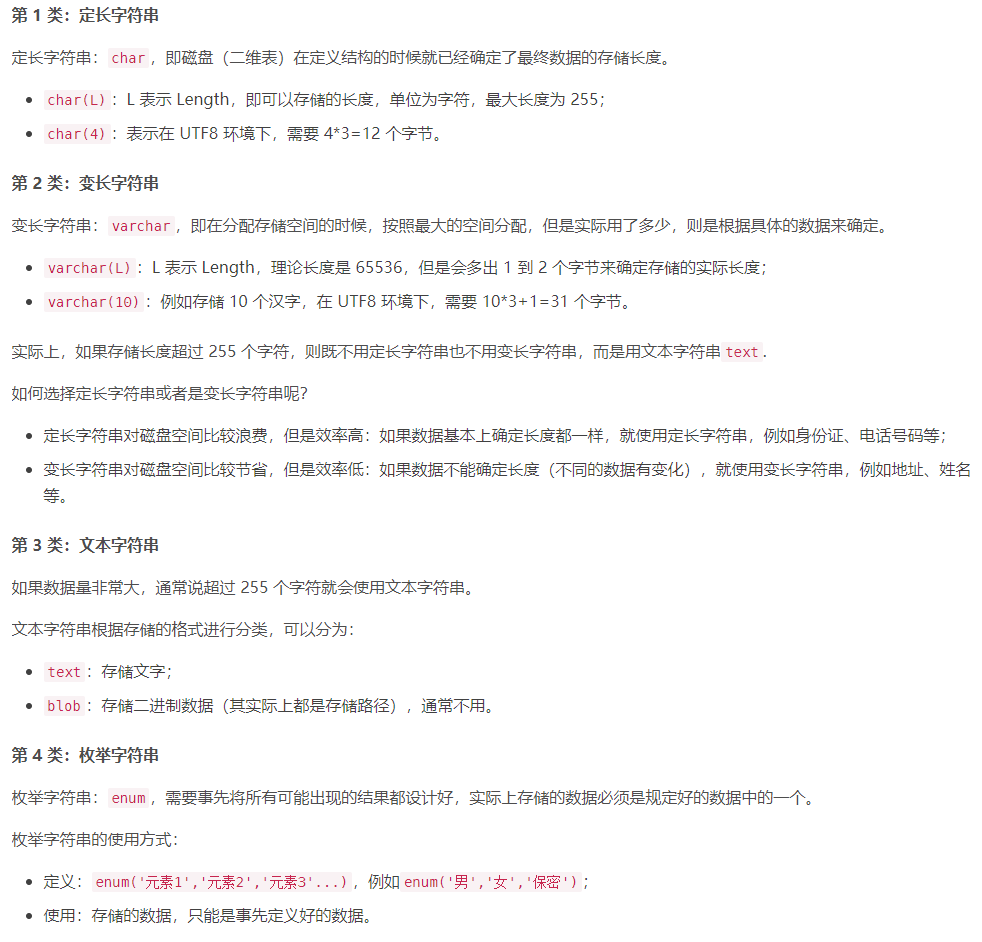 第 1 类：定长字符串
定长字符串：char，即磁盘（二维表）在定义结构的时候就已经确定了最终数据的存储长度。
char(L)：L 表示 Length，即可以存储的长度，单位为字符，最大长度为 255；
char(4)：表示在 UTF8 环境下，需要 4*3=12 个字节。
第 2 类：变长字符串
变长字符串：varchar，即在分配存储空间的时候，按照最大的空间分配，但是实际用了多少，则是根据具体的数据来确定。
varchar(L)：L 表示 Length，理论长度是 65536，但是会多出 1 到 2 个字节来确定存储的实际长度；
varchar(10)：例如存储 10 个汉字，在 UTF8 环境下，需要 10*3+1=31 个字节。
实际上，如果存储长度超过 255 个字符，则既不用定长字符串也不用变长字符串，而是用文本字符串text.
如何选择定长字符串或者是变长字符串呢？
定长字符串对磁盘空间比较浪费，但是效率高：如果数据基本上确定长度都一样，就使用定长字符串，例如身份证、电话号码等；
变长字符串对磁盘空间比较节省，但是效率低：如果数据不能确定长度（不同的数据有变化），就使用变长字符串，例如地址、姓名
等。
第 3 类：文本字符串
如果数据量非常大，通常说超过 255 个字符就会使用文本字符串。
文本字符串根据存储的格式进行分类，可以分为：
text：存储文字；
blob：存储二进制数据（其实际上都是存储路径），通常不用。
第 4 类：枚举字符串
枚举字符串：enum，需要事先将所有可能出现的结果都设计好，实际上存储的数据必须是规定好的数据中的一个。
枚举字符串的使用方式：
定义：enum('元素1','元素2','元素3'...)，例如enum('男','女','保密')；
使用：存储的数据，只能是事先定义好的数据。